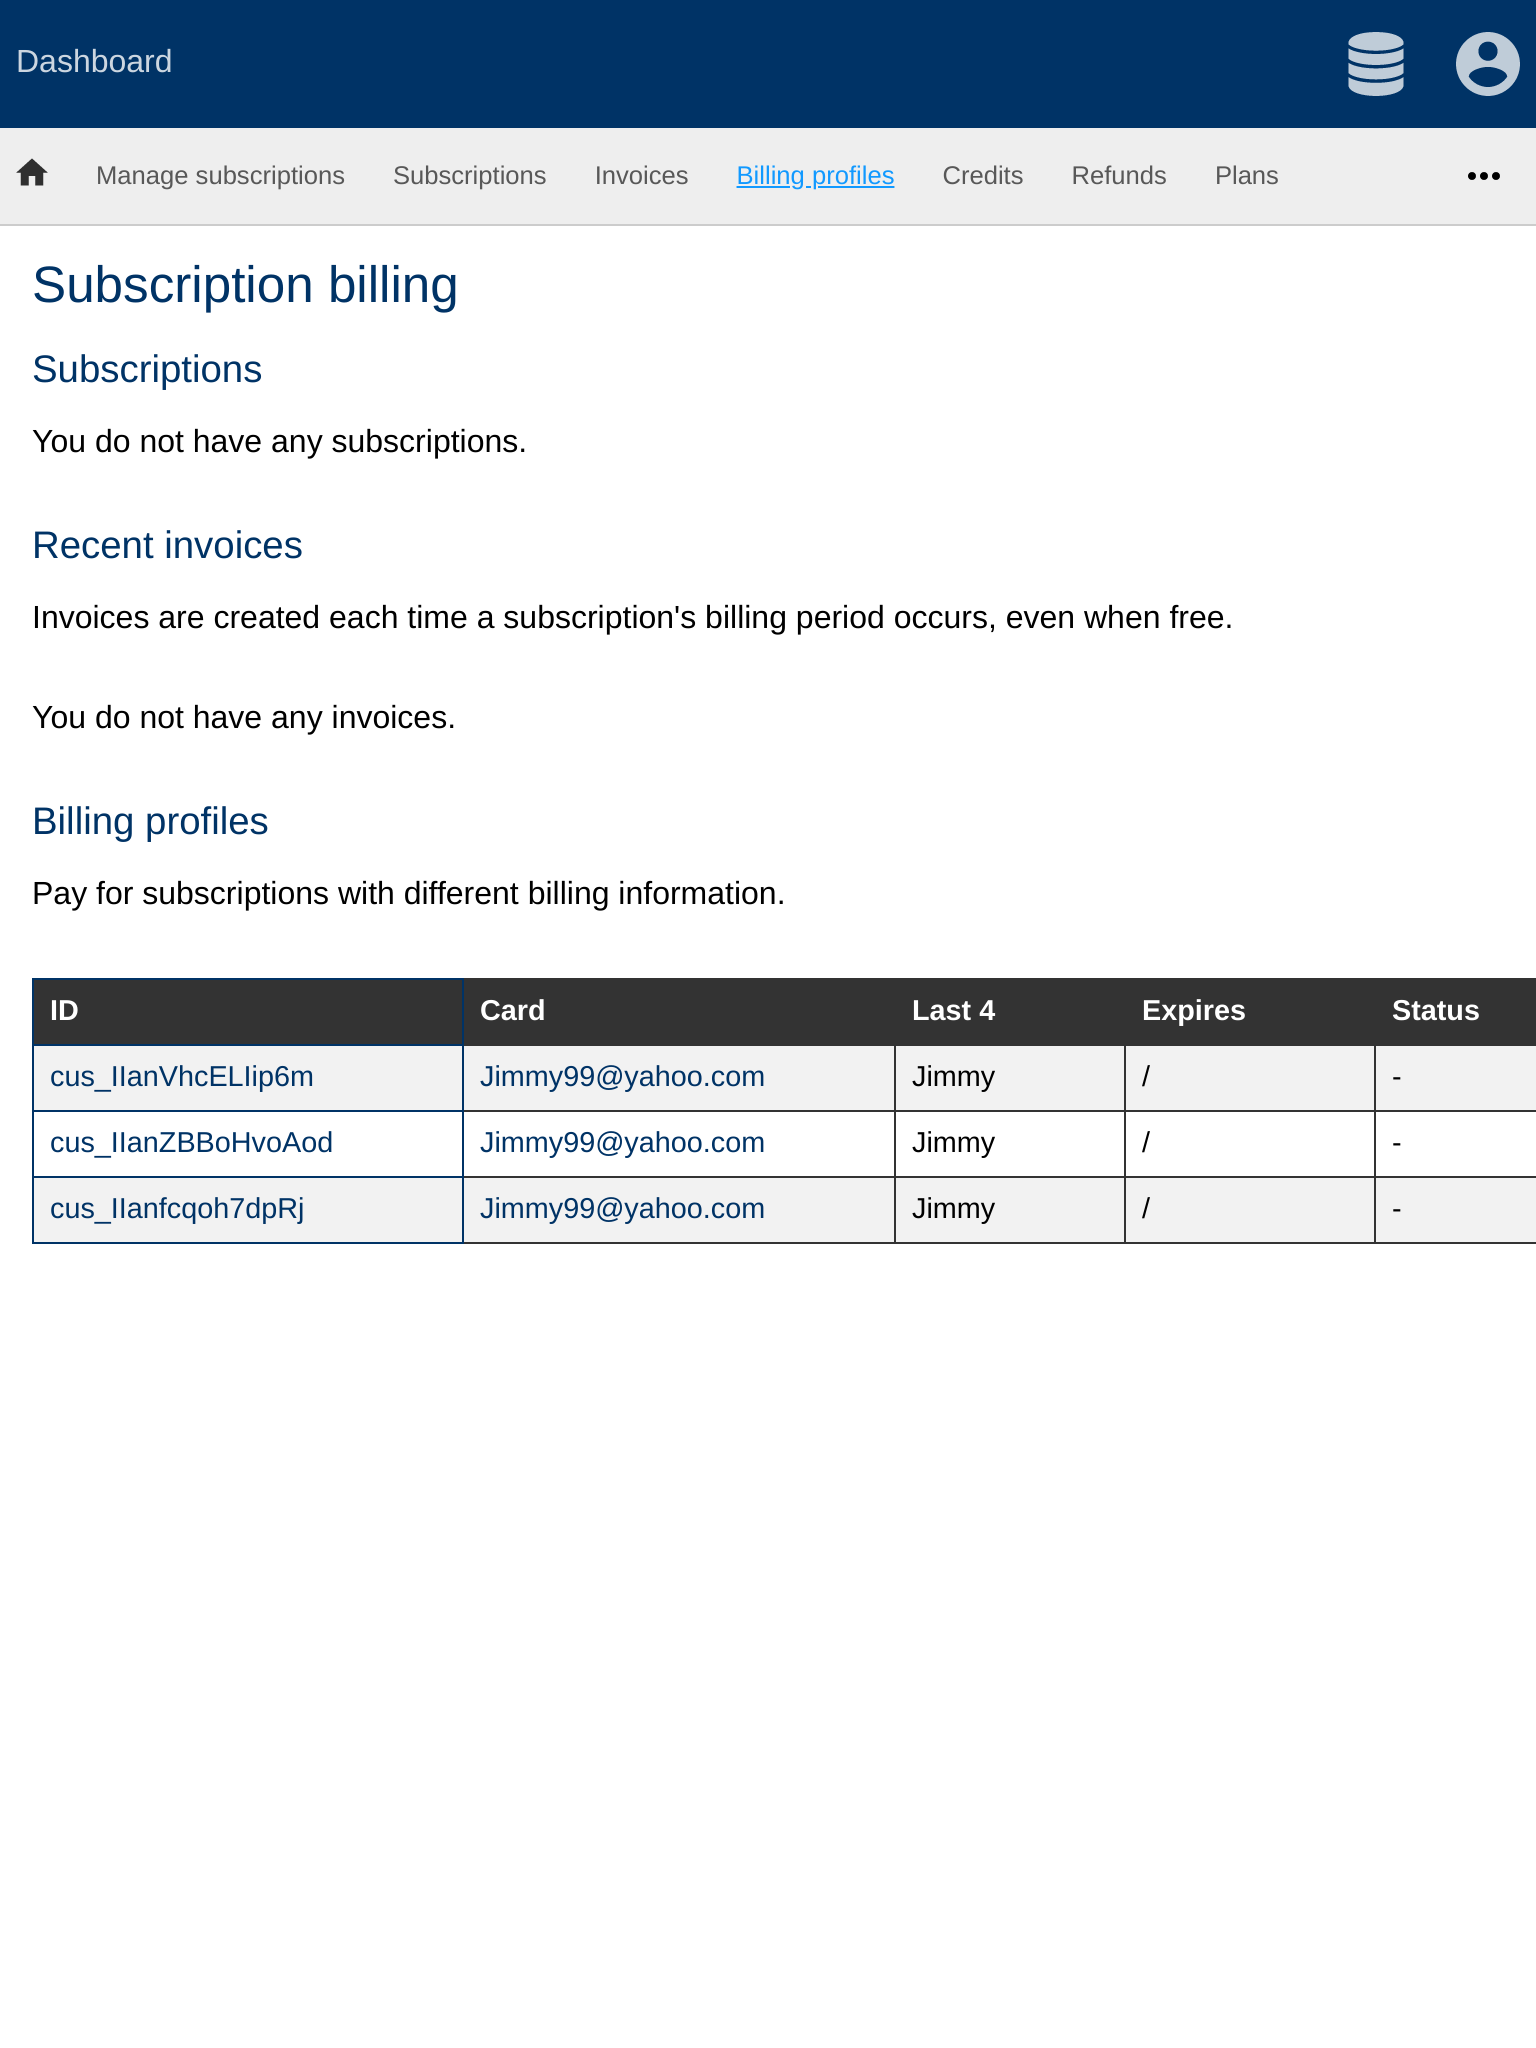 Dashboard
Manage subscriptions Subscriptions Invoices Billing profiles Credits Refunds Plans
Subscription billing
Subscriptions
You do not have any subscriptions.
Recent invoices
Invoices are created each time a subscription's billing period occurs, even when free.
You do not have any invoices.
Billing profiles
Pay for subscriptions with different billing information.
ID Card Last 4 Expires Status
cus_IIanVhcELIip6m Jimmy99@yahoo.com Jimmy / -
cus_IIanZBBoHvoAod Jimmy99@yahoo.com Jimmy / -
cus_IIanfcqoh7dpRj Jimmy99@yahoo.com Jimmy / -